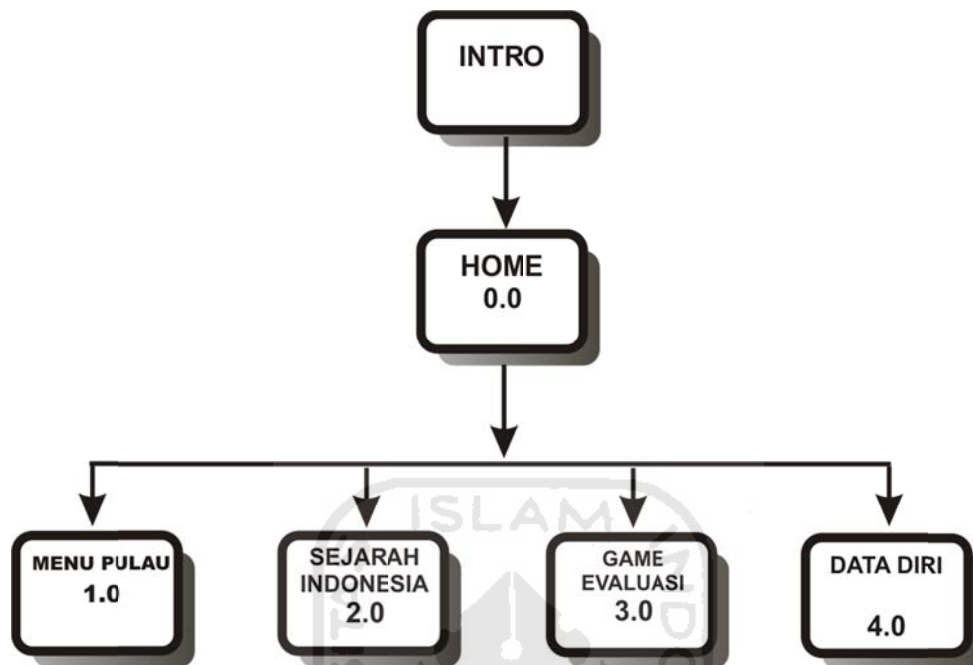 INTRO
HOME
0.0
MENU PULAU
1.0
SEJARAH
INDONESIA
2.0
GAME
EVALUASI
3.0
DATA DIRI
4.0
ISLAM